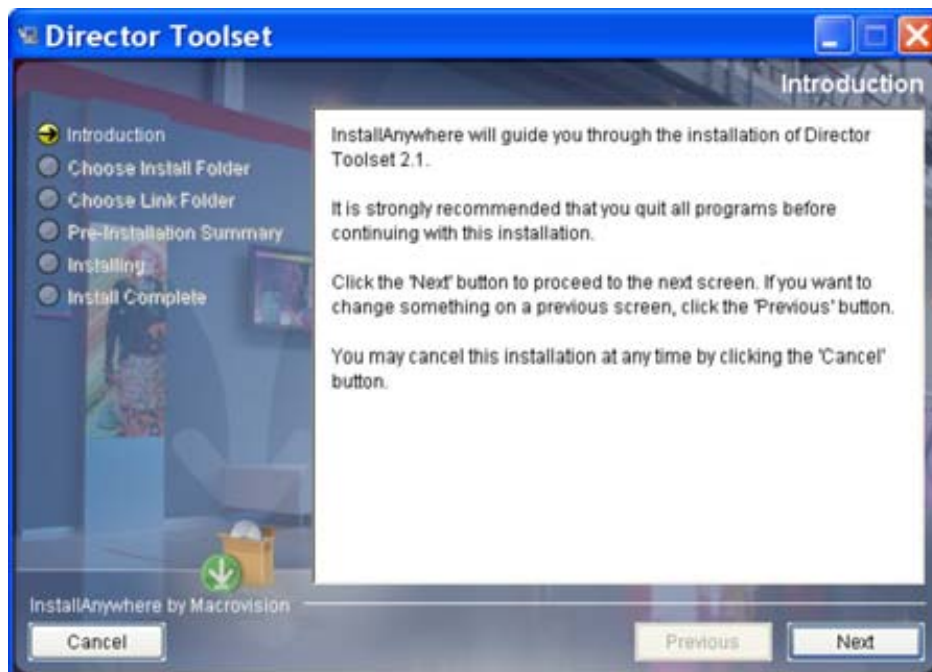 Director Toolset
Introduction
Introduction
Choose Install Folder
Choose Link Folder
Pre-Installation Summary
Installing
Install Complete
InstallAnywhere will guide you through the installation of Director
Toolset 2.1.
It is strongly recommended that you quit all programs before
continuing with this installation.
Click the 'Next' button to proceed to the next screen. If you want to
change something on a previous screen, click the 'Previous' button.
You may cancel this installation at any time by clicking the 'Cancel'
button.
InstallAnywhere by Macrovision
Cancel
Previous
Next